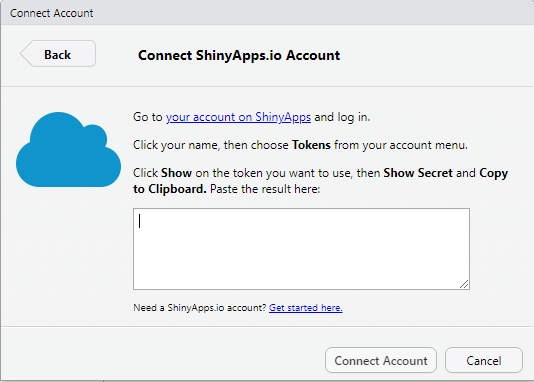 Connect Account
Back
Connect ShinyApps.io Account
Go to your account on ShinyApps and log in.
Click your name, then choose Tokens from your account menu.
Click Show on the token you want to use, then Show Secret and Copy
to Clipboard. Paste the result here:
Need a ShinyApps.io account? Get started here.
Connect Account
Cancel